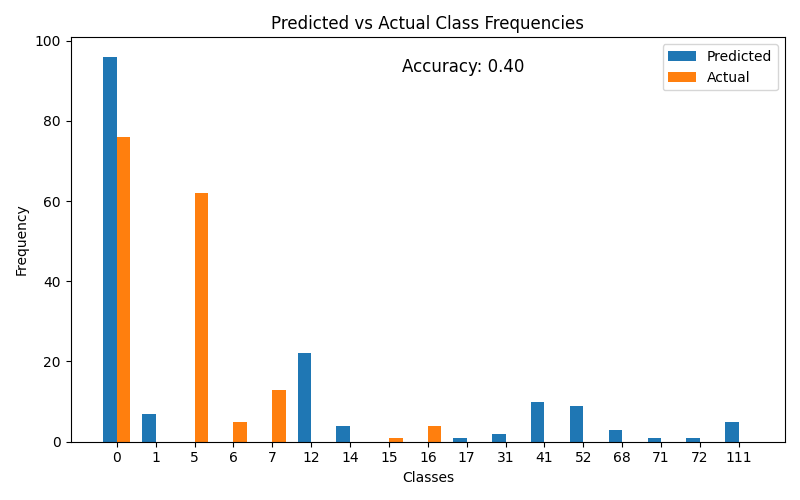 Predicted vs Actual Class Frequencies
Accuracy: 0.40
Predicted
Actual
Frequency
100
80
60
40
20
0
0 1 5 6 7 12 14 15 16 17 31 41 52 68 71 72 111
Classes